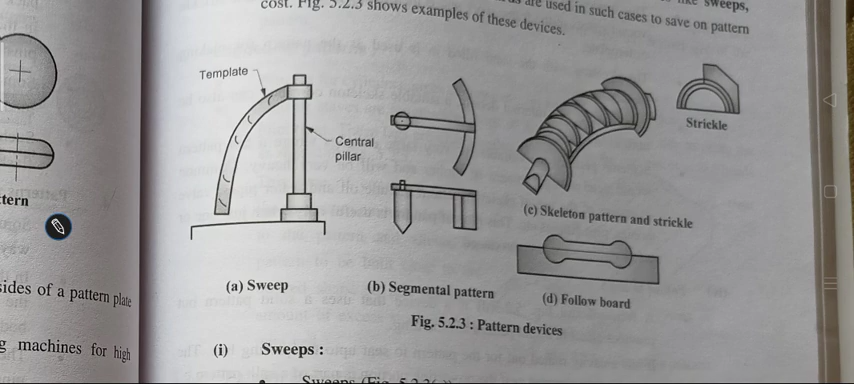 are used in such cases to save on pattern
cost. Fig. 5.2.3 shows examples of these devices.
Template
Central
pillar
Strickle
(a) Sweep
(b) Segmental pattern
(c) Skeleton pattern and strickle
(d) Follow board
Fig. 5.2.3 : Pattern devices
(i) Sweeps :
tern
sides of a pattern plate
machines for high